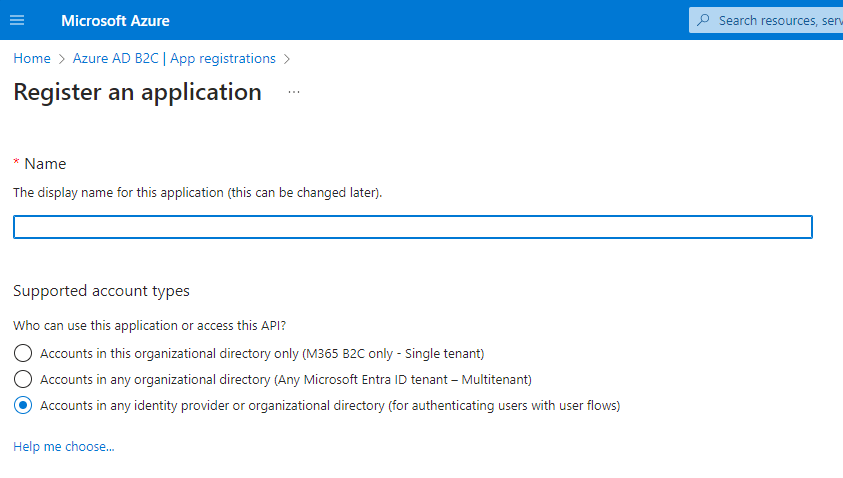 Microsoft Azure
Search resources, serv
Home > Azure AD B2C | App registrations >
Register an application ...
* Name
The display name for this application (this can be changed later).
Supported account types
Who can use this application or access this API?
Accounts in this organizational directory only (M365 B2C only - Single tenant)
Accounts in any organizational directory (Any Microsoft Entra ID tenant – Multitenant)
Accounts in any identity provider or organizational directory (for authenticating users with user flows)
Help me choose...